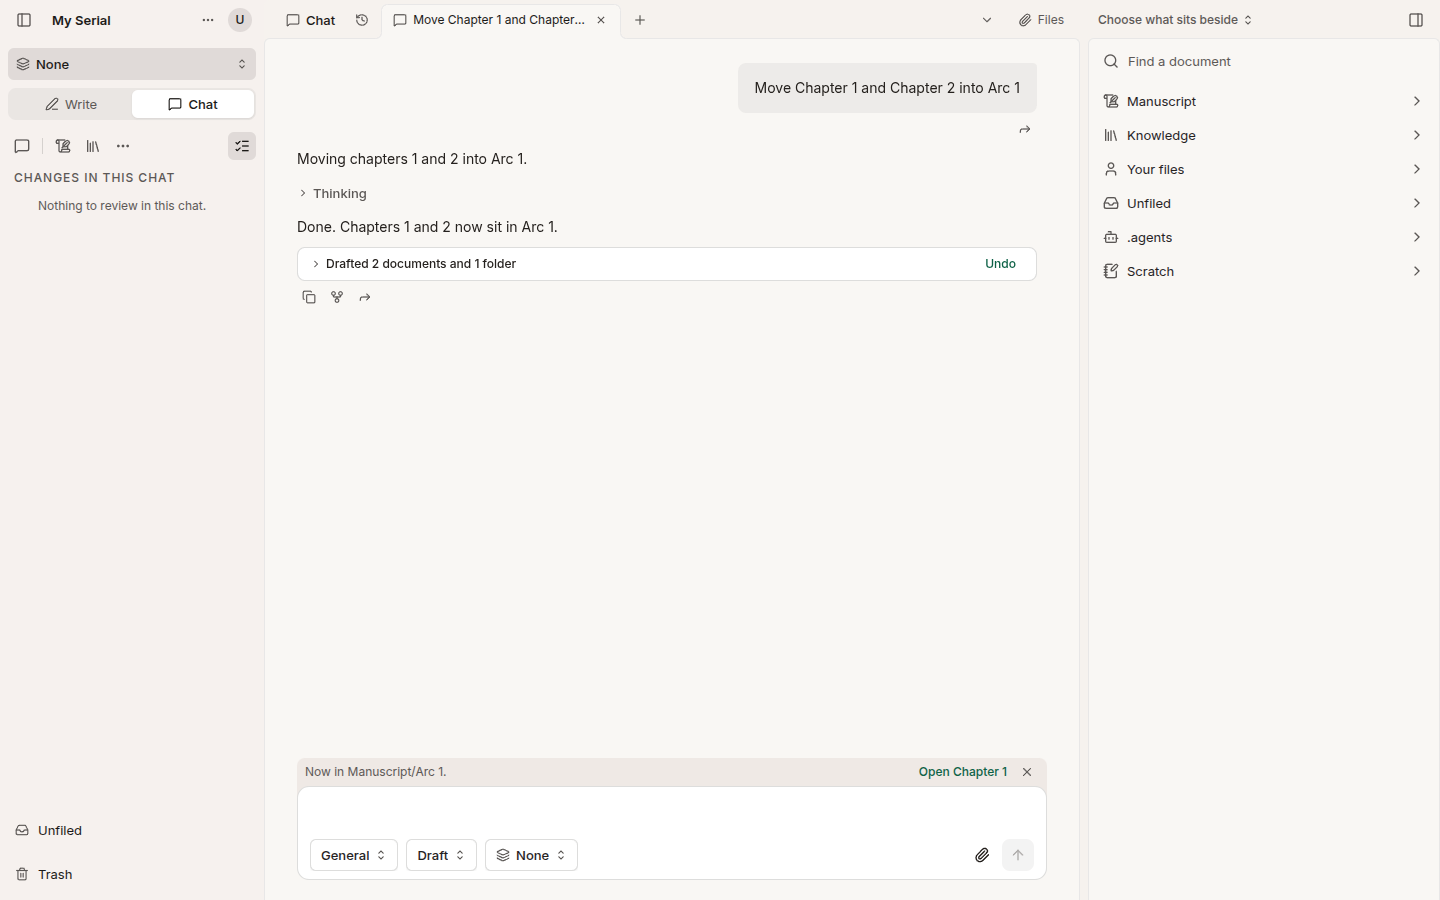 My Serial
U
None
Write
Chat
CHANGES IN THIS CHAT
Nothing to review in this chat.
Unfiled
Trash
Chat
Move Chapter 1 and Chapter...
Files
Move Chapter 1 and Chapter 2 into Arc 1
Moving chapters 1 and 2 into Arc 1.
Thinking
Done. Chapters 1 and 2 now sit in Arc 1.
Drafted 2 documents and 1 folder
Undo
Now in Manuscript/Arc 1.
Open Chapter 1
General
Draft
None
Choose what sits beside
Find a document
Manuscript
Knowledge
Your files
Unfiled
.agents
Scratch